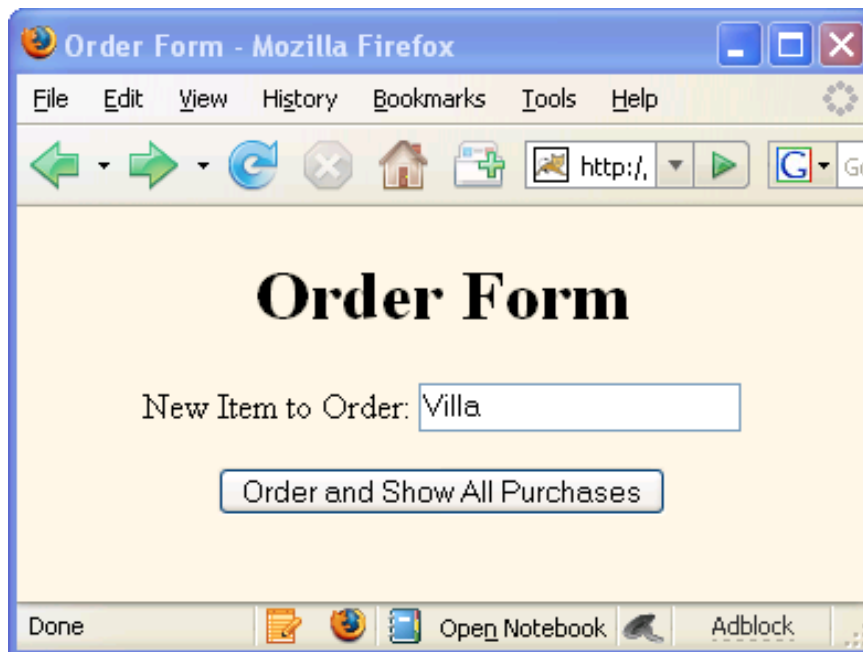 Order Form - Mozilla Firefox
File Edit View History Bookmarks Tools Help
http:/, G Go
Order Form
New Item to Order: Villa
Order and Show All Purchases
Done Open Notebook Adblock